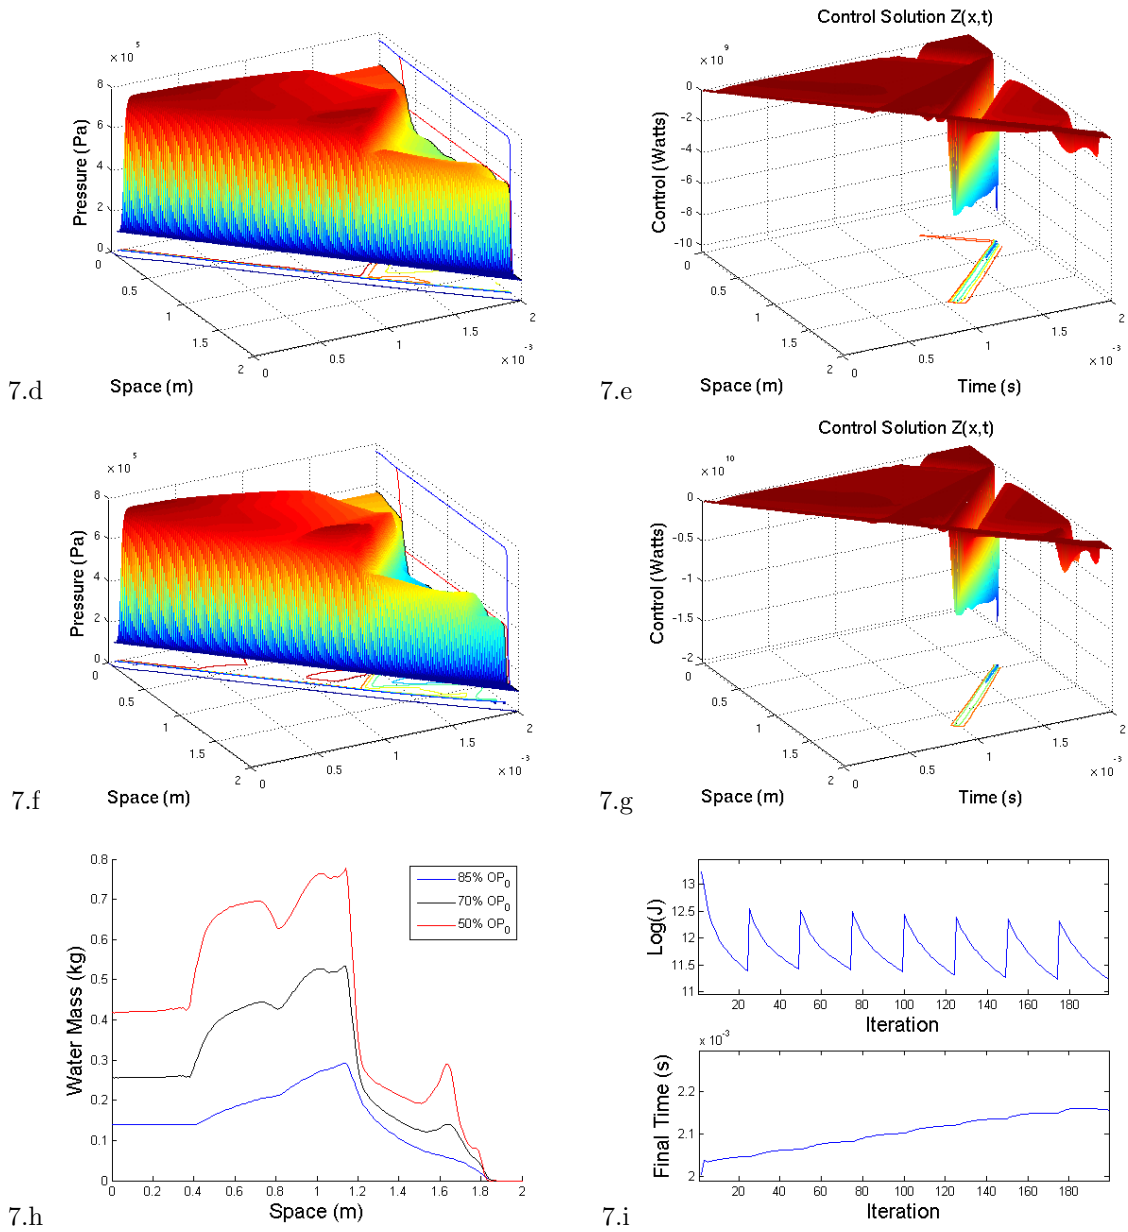 × 10^5
8
6
4
2
0
Pressure (Pa)
0
0.5
1
1.5
2
Space (m)
0
0.5
1
1.5
2
×10^-3
7.d
Control Solution Z(x,t)
× 10^9
0
-2
-4
-6
-8
-10
Control (Watts)
0
0.5
1
1.5
2
Space (m)
0
0.5
1
1.5
2
×10^-3
Time (s)
7.e
× 10^5
8
6
4
2
0
Pressure (Pa)
0
0.5
1
1.5
2
Space (m)
0
0.5
1
1.5
2
×10^-3
7.f
Control Solution Z(x,t)
× 10^10
0
-0.5
-1
-1.5
-2
Control (Watts)
0
0.5
1
1.5
2
Space (m)
0
0.5
1
1.5
2
×10^-3
Time (s)
7.g
0.8
0.7
0.6
0.5
0.4
0.3
0.2
0.1
0
Water Mass (kg)
85% OP_0
70% OP_0
50% OP_0
0 0.2 0.4 0.6 0.8 1 1.2 1.4 1.6 1.8 2
Space (m)
7.h
13
12.5
12
11.5
11
Log(J)
20 40 60 80 100 120 140 160 180
Iteration
× 10^-3
2.2
2.1
2
Final Time (s)
20 40 60 80 100 120 140 160 180
Iteration
7.i